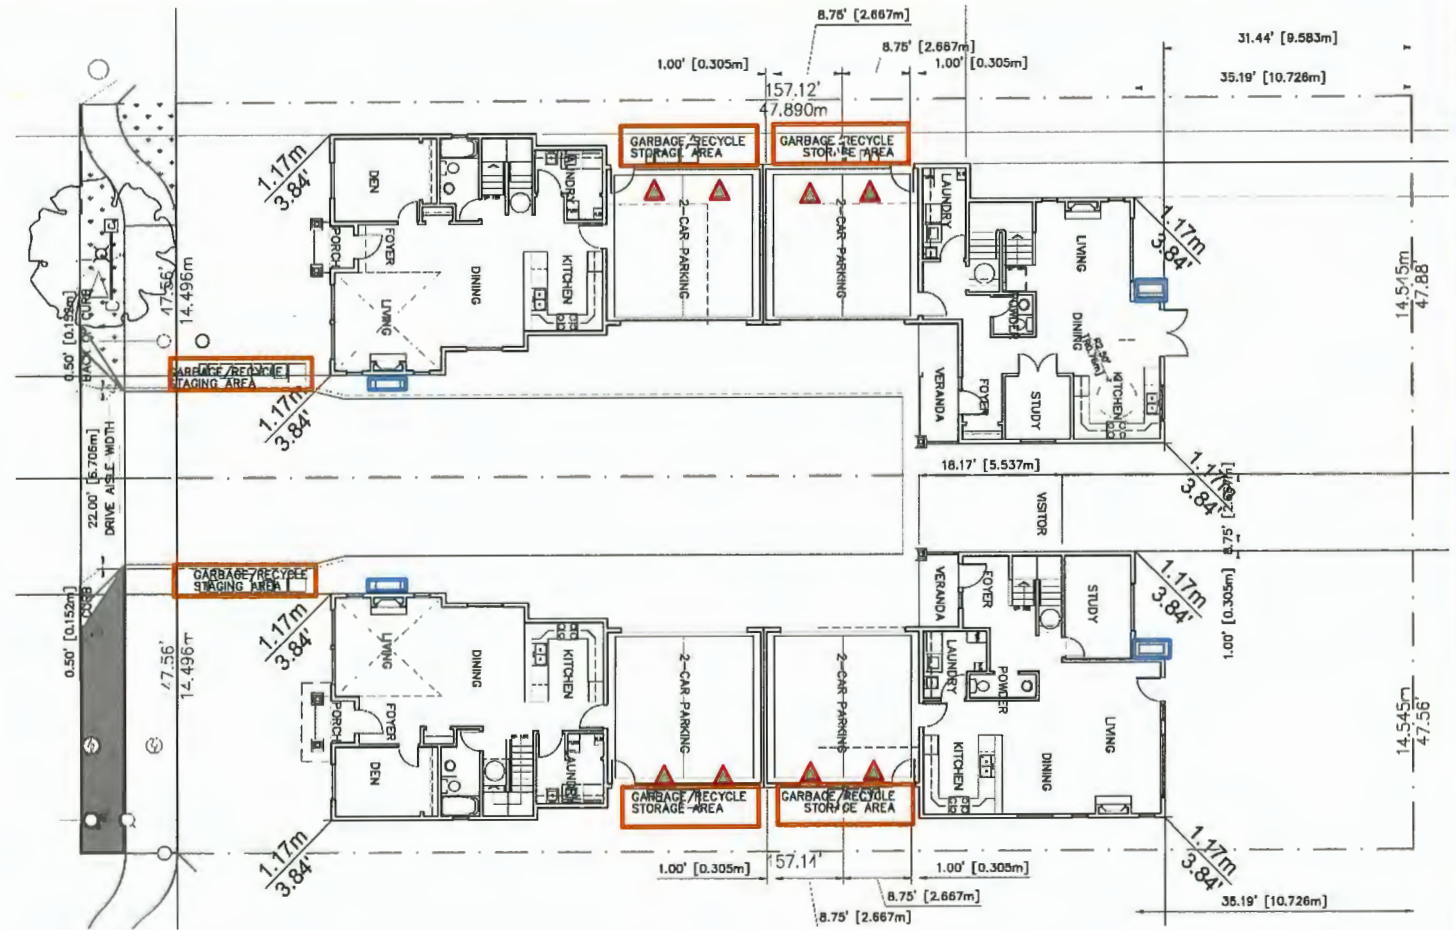 8.75' [2.667m]
8.75' [2.667m]
1.00' [0.305m]
1.00' [0.305m]
31.44' [9.583m]
35.19' [10.726m]
157.12'
47.890m
GARBAGE/RECYCLE
STORAGE AREA
GARBAGE/RECYCLE
STORAGE AREA
1.17m
3.84'
DEN
LAUNDRY
2-CAR PARKING
2-CAR PARKING
LAUNDRY
LIVING
1.17m
3.84'
PORCH
FOYER
LIVING
DINING
KITCHEN
POWDER
DINING
14.545m
47.88'
47.56'
14.496m
0.50' [0.152m]
BACK OF CURB
GARBAGE/RECYCLE
STAGING AREA
1.17m
3.84'
VERANDA
FOYER
STUDY
KITCHEN
22.00' [6.706m]
DRIVE AISLE WIDTH
18.17' [5.537m]
VISITOR
1.17m
3.84'
8.75' [2.667m]
GARBAGE/RECYCLE
STAGING AREA
0.50' [0.152m]
CURB
1.17m
3.84'
LIVING
DINING
KITCHEN
2-CAR PARKING
2-CAR PARKING
VERANDA
FOYER
STUDY
1.17m
3.84'
1.00' [0.305m]
LAUNDRY
POWDER
47.56'
14.496m
PORCH
FOYER
DEN
LAUNDRY
KITCHEN
DINING
LIVING
14.545m
47.56'
GARBAGE/RECYCLE
STORAGE AREA
GARBAGE/RECYCLE
STORAGE AREA
1.17m
3.84'
1.00' [0.305m]
157.14'
1.00' [0.305m]
1.17m
3.84'
8.75' [2.667m]
8.75' [2.667m]
35.19' [10.726m]